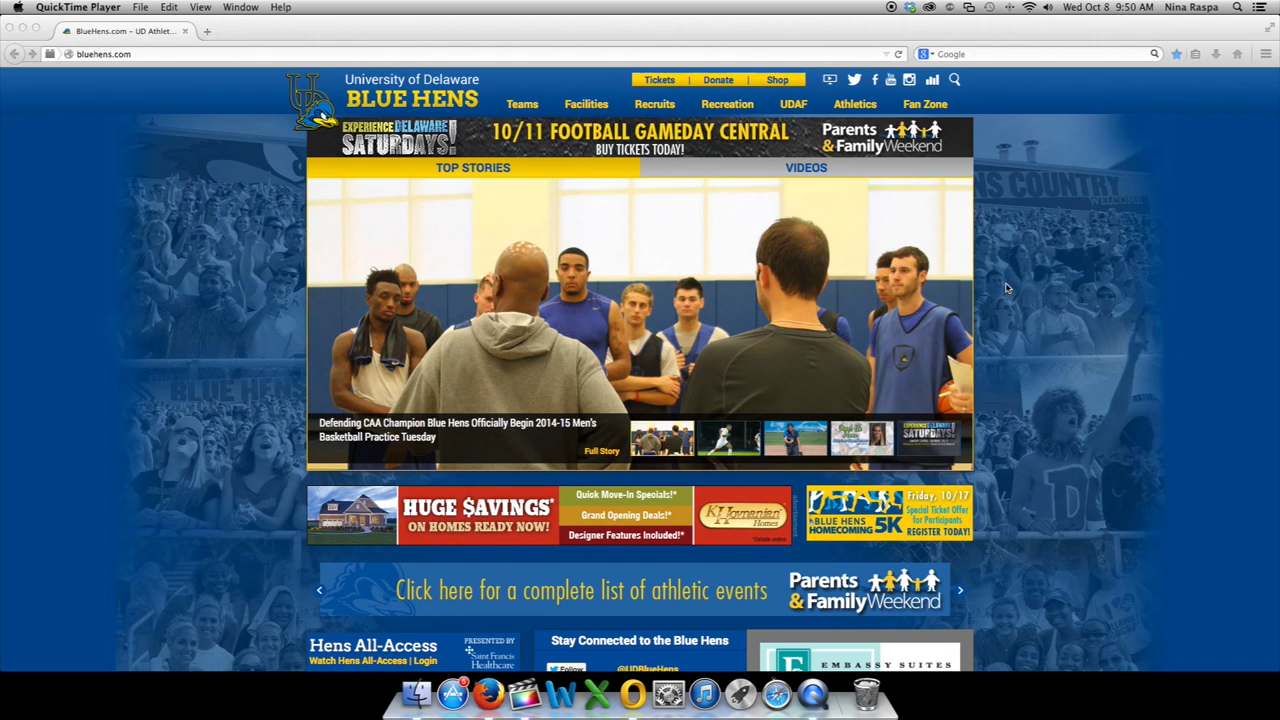 QuickTime Player File Edit View Window Help
Wed Oct 8 9:50 AM Nina Raspa
BlueHens.com – UD Athlet...
bluehens.com
Google
University of Delaware
BLUE HENS
Tickets | Donate | Shop
Teams Facilities Recruits Recreation UDAF Athletics Fan Zone
EXPERIENCE DELAWARE
SATURDAYS!
10/11 FOOTBALL GAMEDAY CENTRAL
BUY TICKETS TODAY!
Parents
& Family Weekend
TOP STORIES
VIDEOS
Defending CAA Champion Blue Hens Officially Begin 2014-15 Men's
Basketball Practice Tuesday
Full Story
HUGE $AVINGS*
ON HOMES READY NOW!
Quick Move-In Specials!*
Grand Opening Deals!*
Designer Features Included!*
K. Hovnanian
Homes
advertisement
BLUE HENS
HOMECOMING 5K
Friday, 10/17
Special Ticket Offer
for Participants
REGISTER TODAY!
Click here for a complete list of athletic events
Parents
& Family Weekend
Hens All-Access
Watch Hens All-Access | Login
PRESENTED BY
Saint Francis
Healthcare
Stay Connected to the Blue Hens
Follow
@UDBlueHens
EMBASSY SUITES